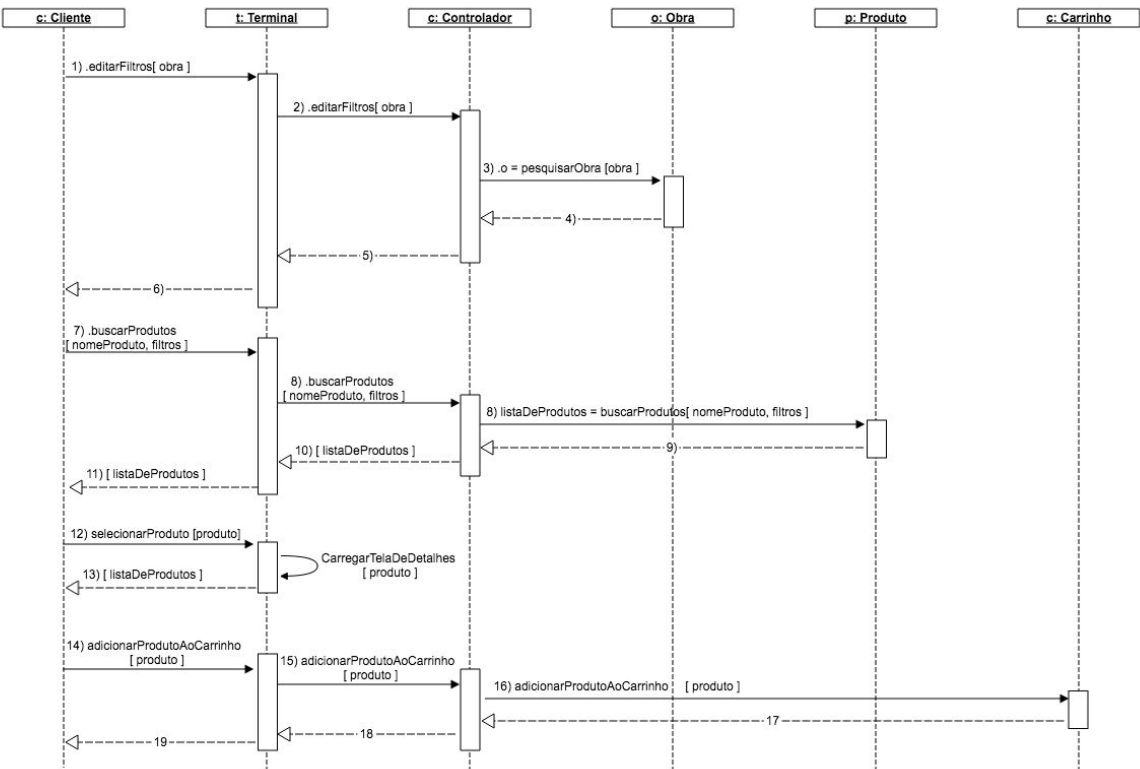 c: Cliente
t: Terminal
c: Controlador
o: Obra
p: Produto
c: Carrinho
1) .editarFiltros[ obra ]
2) .editarFiltros[ obra ]
3) .o = pesquisarObra [obra ]
4)
5)
6)
7) .buscarProdutos
[ nomeProduto, filtros ]
8) .buscarProdutos
[ nomeProduto, filtros ]
8) listaDeProdutos = buscarProdutos[ nomeProduto, filtros ]
9)
10) [ listaDeProdutos ]
11) [ listaDeProdutos ]
12) selecionarProduto [produto]
CarregarTelaDeDetalhes
[ produto ]
13) [ listaDeProdutos ]
14) adicionarProdutoAoCarrinho
[ produto ]
15) adicionarProdutoAoCarrinho
[ produto ]
16) adicionarProdutoAoCarrinho [ produto ]
17
18
19